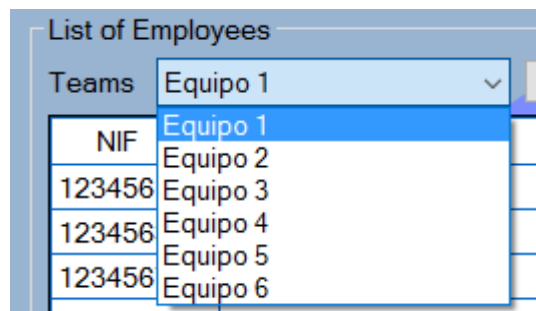 List of Employees
Teams Equipo 1
Equipo 1
NIF
Equipo 2
123456 Equipo 3
123456 Equipo 4
Equipo 5
123456 Equipo 6